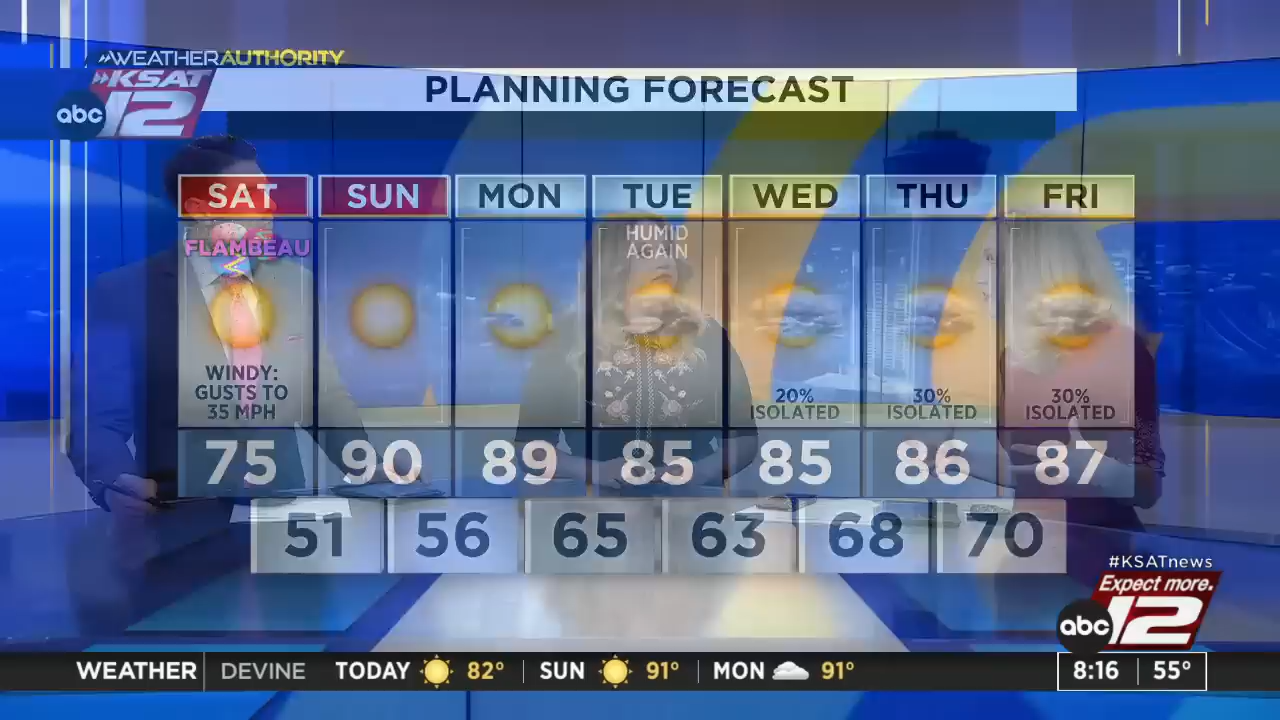 WEATHERAUTHORITY
KSAT
abc 12
PLANNING FORECAST
SAT SUN MON TUE WED THU FRI
FLAMBEAU
HUMID
AGAIN
WINDY:
GUSTS TO
35 MPH
20%
ISOLATED
30%
ISOLATED
30%
ISOLATED
75 90 89 85 85 86 87
51 56 65 63 68 70
#KSATnews
Expect more.
abc 12
WEATHER DEVINE TODAY 82° SUN 91° MON 91° 8:16 55°